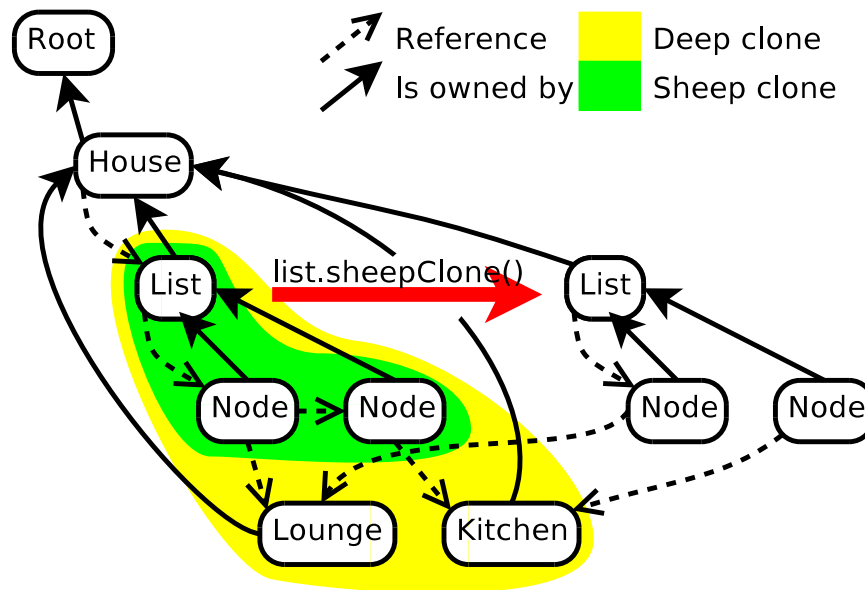 Root
Reference
Deep clone
Is owned by
Sheep clone
House
list.sheepClone()
List
List
Node
Node
Node
Node
Lounge
Kitchen